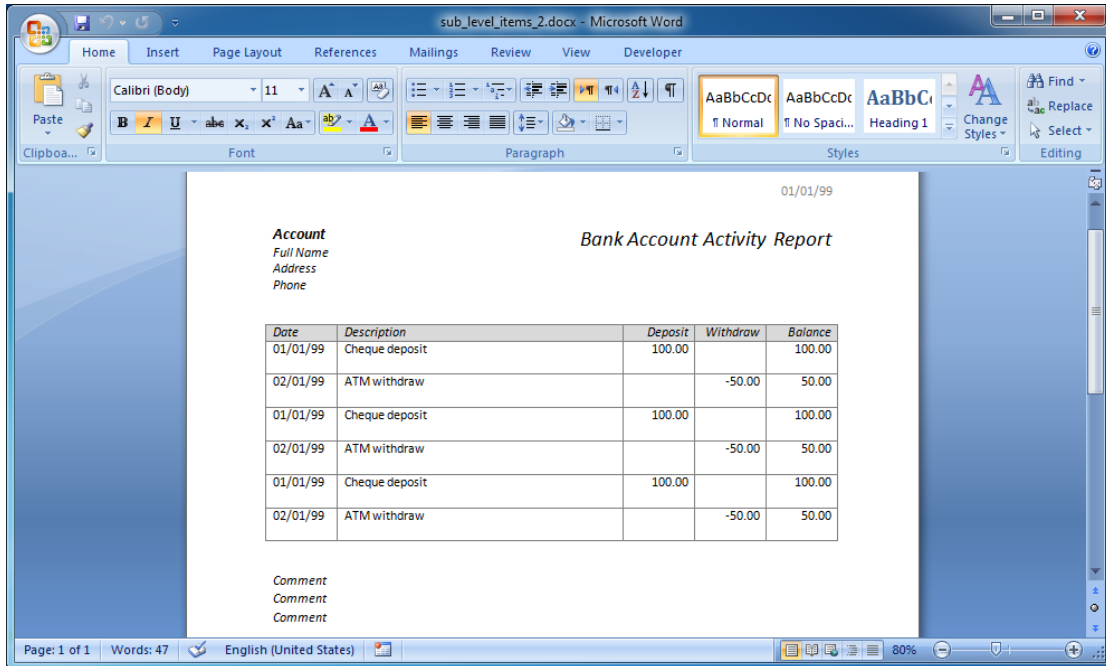 sub_level_items_2.docx - Microsoft Word
Home Insert Page Layout References Mailings Review View Developer
Calibri (Body) 11 A A Aa AaBbCcDc AaBbCcDc AaBbC Find
Paste B I U abc x, x² Aa ab A ¶ Normal ¶ No Spaci... Heading 1 Change Styles Replace
Select
Clipboa... Font Paragraph Styles Editing
01/01/99
Account Bank Account Activity Report
Full Name
Address
Phone
Date Description Deposit Withdraw Balance
01/01/99 Cheque deposit 100.00 100.00
02/01/99 ATM withdraw -50.00 50.00
01/01/99 Cheque deposit 100.00 100.00
02/01/99 ATM withdraw -50.00 50.00
01/01/99 Cheque deposit 100.00 100.00
02/01/99 ATM withdraw -50.00 50.00
Comment
Comment
Comment
Page: 1 of 1 Words: 47 English (United States) 80%